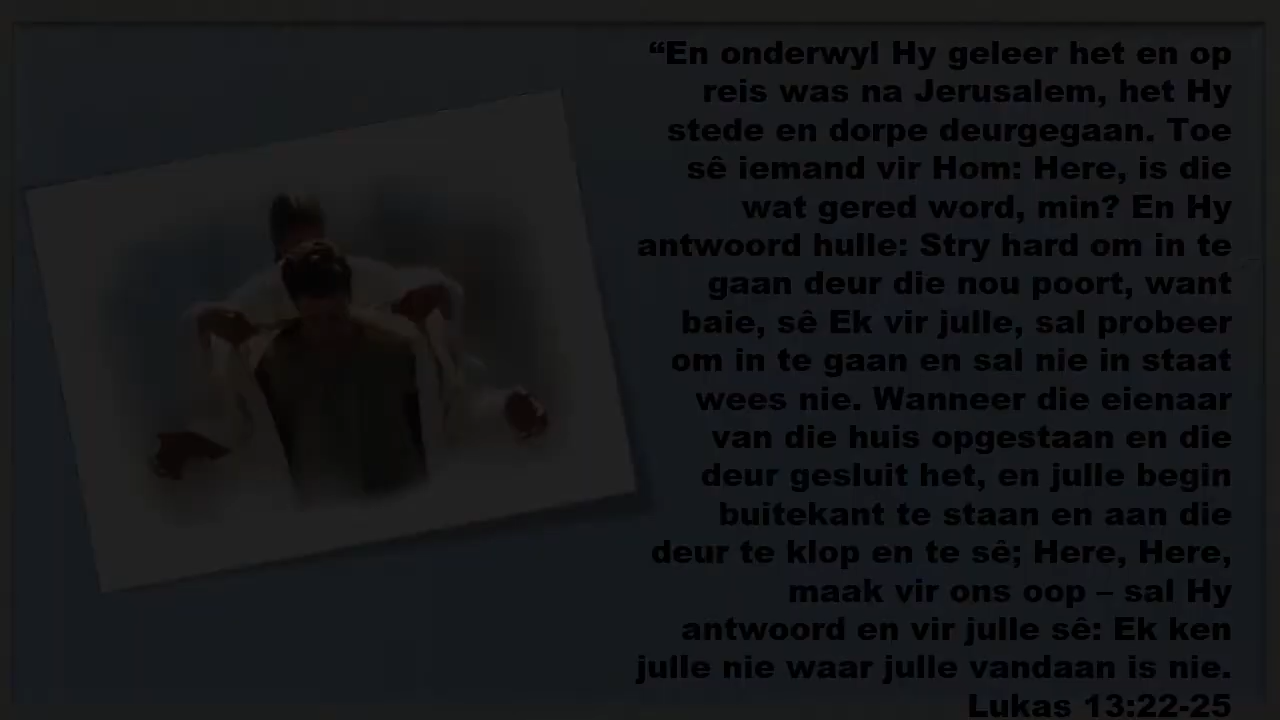 “En onderwyl Hy geleer het en op
reis was na Jerusalem, het Hy
stede en dorpe deurgegaan. Toe
sê iemand vir Hom: Here, is die
wat gered word, min? En Hy
antwoord hulle: Stry hard om in te
gaan deur die nou poort, want
baie, sê Ek vir julle, sal probeer
om in te gaan en sal nie in staat
wees nie. Wanneer die eienaar
van die huis opgestaan en die
deur gesluit het, en julle begin
buitekant te staan en aan die
deur te klop en te sê; Here, Here,
maak vir ons oop – sal Hy
antwoord en vir julle sê: Ek ken
julle nie waar julle vandaan is nie.
Lukas 13:22-25